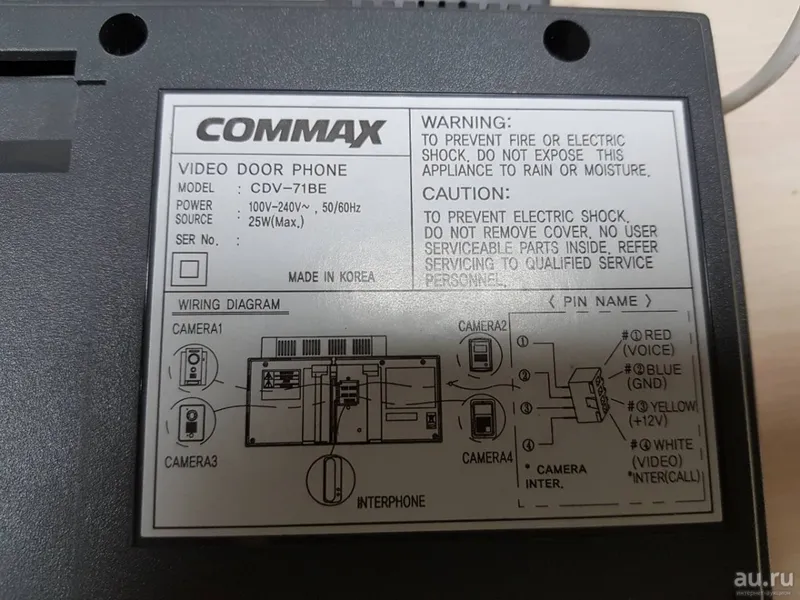 COMMAX
VIDEO DOOR PHONE
MODEL : CDV-71BE
POWER SOURCE : 100V-240V~ , 50/60Hz
25W(Max.)
SER No. :
MADE IN KOREA
WARNING:
TO PREVENT FIRE OR ELECTRIC
SHOCK, DO NOT EXPOSE THIS
APPLIANCE TO RAIN OR MOISTURE.
CAUTION:
TO PREVENT ELECTRIC SHOCK,
DO NOT REMOVE COVER, NO USER
SERVICEABLE PARTS INSIDE, REFER
SERVICING TO QUALIFIED SERVICE
PERSONNEL.
WIRING DIAGRAM
CAMERA1
CAMERA2
CAMERA3
CAMERA4
INTERPHONE
< PIN NAME >
①
②
③
④
#① RED
(VOICE)
#② BLUE
(GND)
#③ YELLOW
(+12V)
#④ WHITE
(VIDEO)
*INTER(CALL)
* CAMERA
INTER.
au.ru